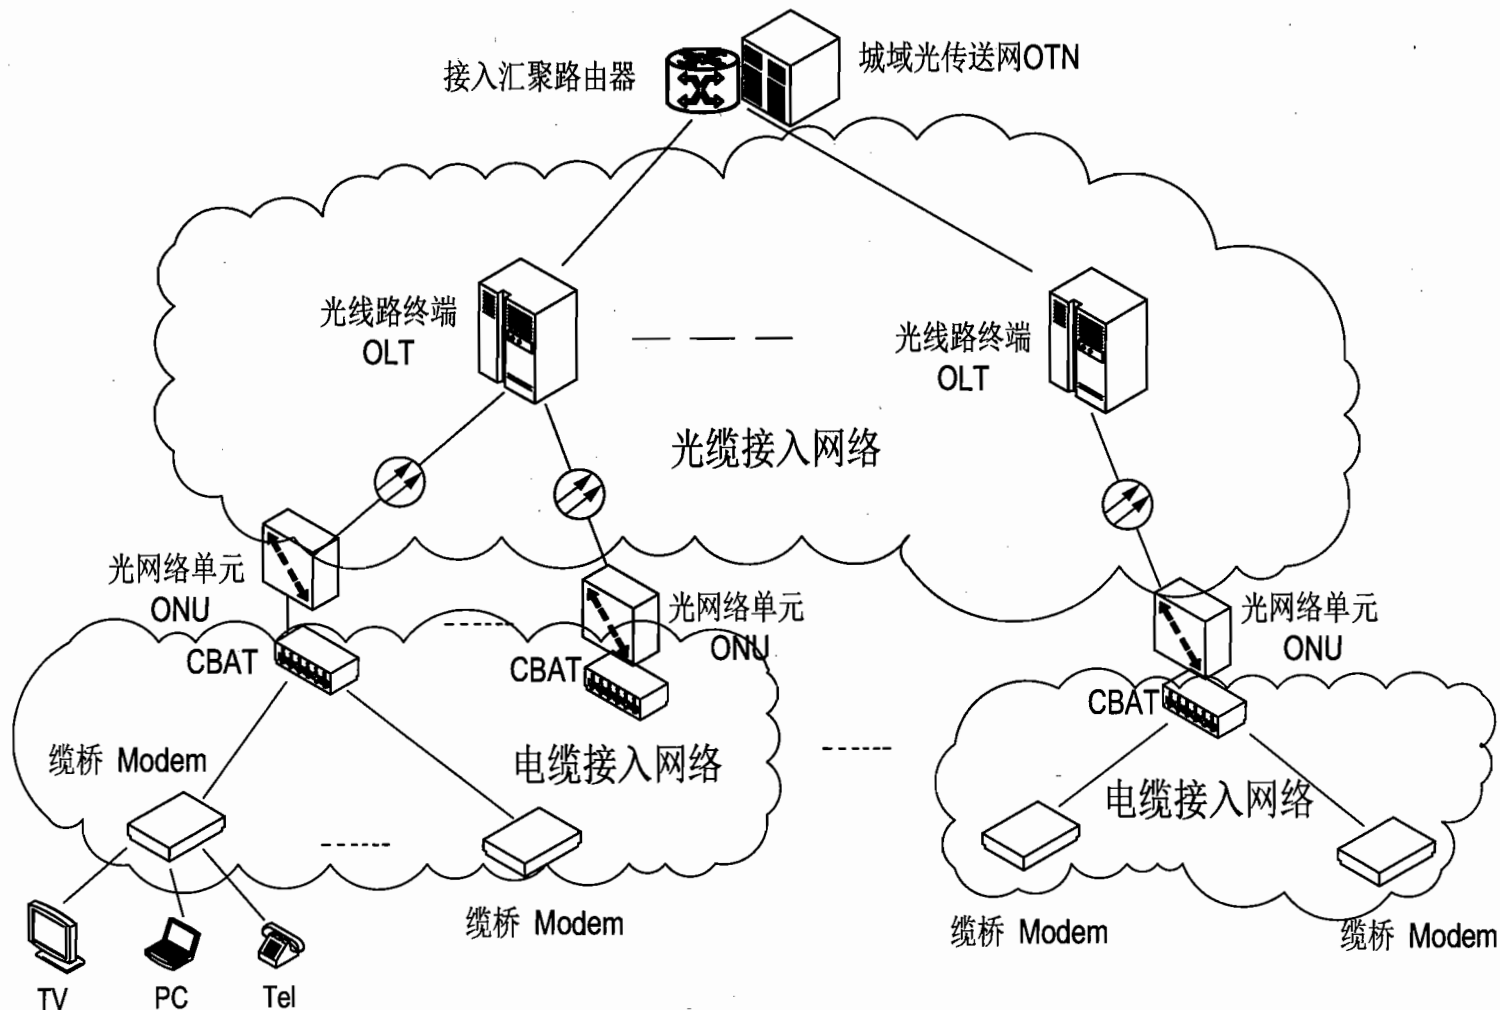 接入汇聚路由器
城域光传送网OTN
光线路终端
OLT
光线路终端
OLT
光缆接入网络
光网络单元
ONU
光网络单元
ONU
光网络单元
ONU
CBAT
CBAT
CBAT
缆桥 Modem
电缆接入网络
电缆接入网络
缆桥 Modem
缆桥 Modem
缆桥 Modem
TV
PC
Tel